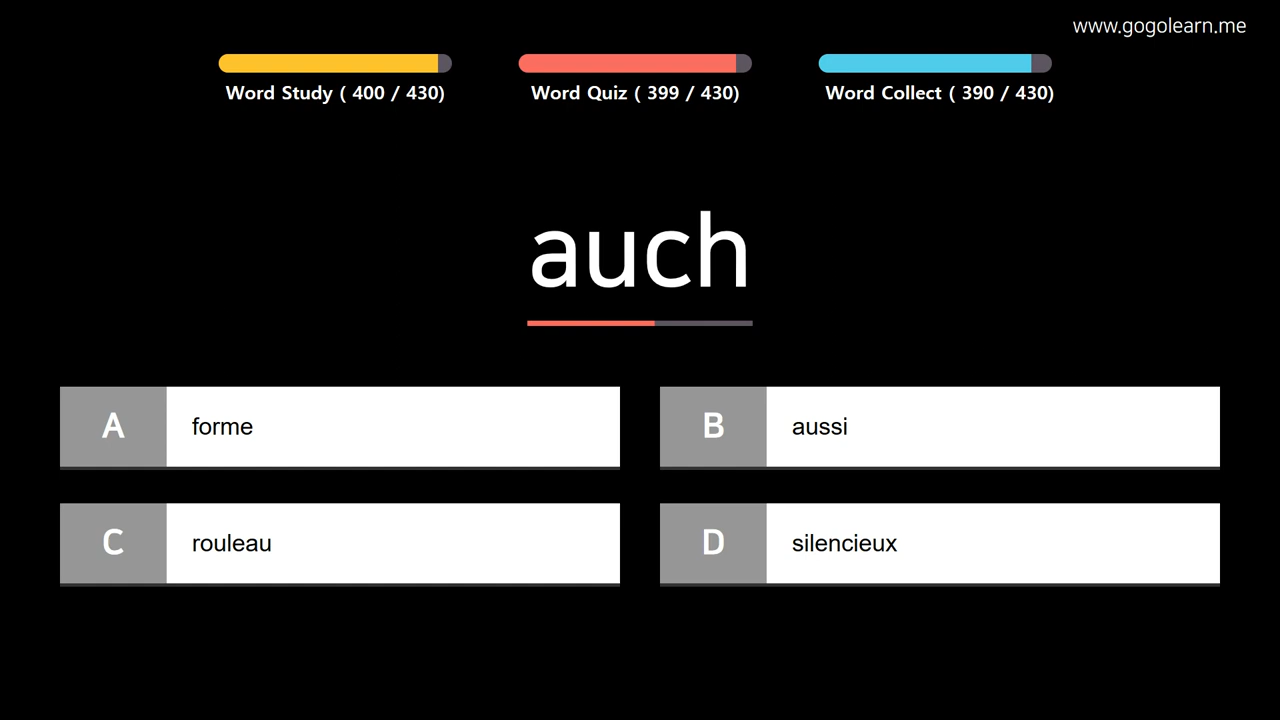 www.gogolearn.me
Word Study ( 400 / 430)
Word Quiz ( 399 / 430)
Word Collect ( 390 / 430)
auch
A forme
B aussi
C rouleau
D silencieux